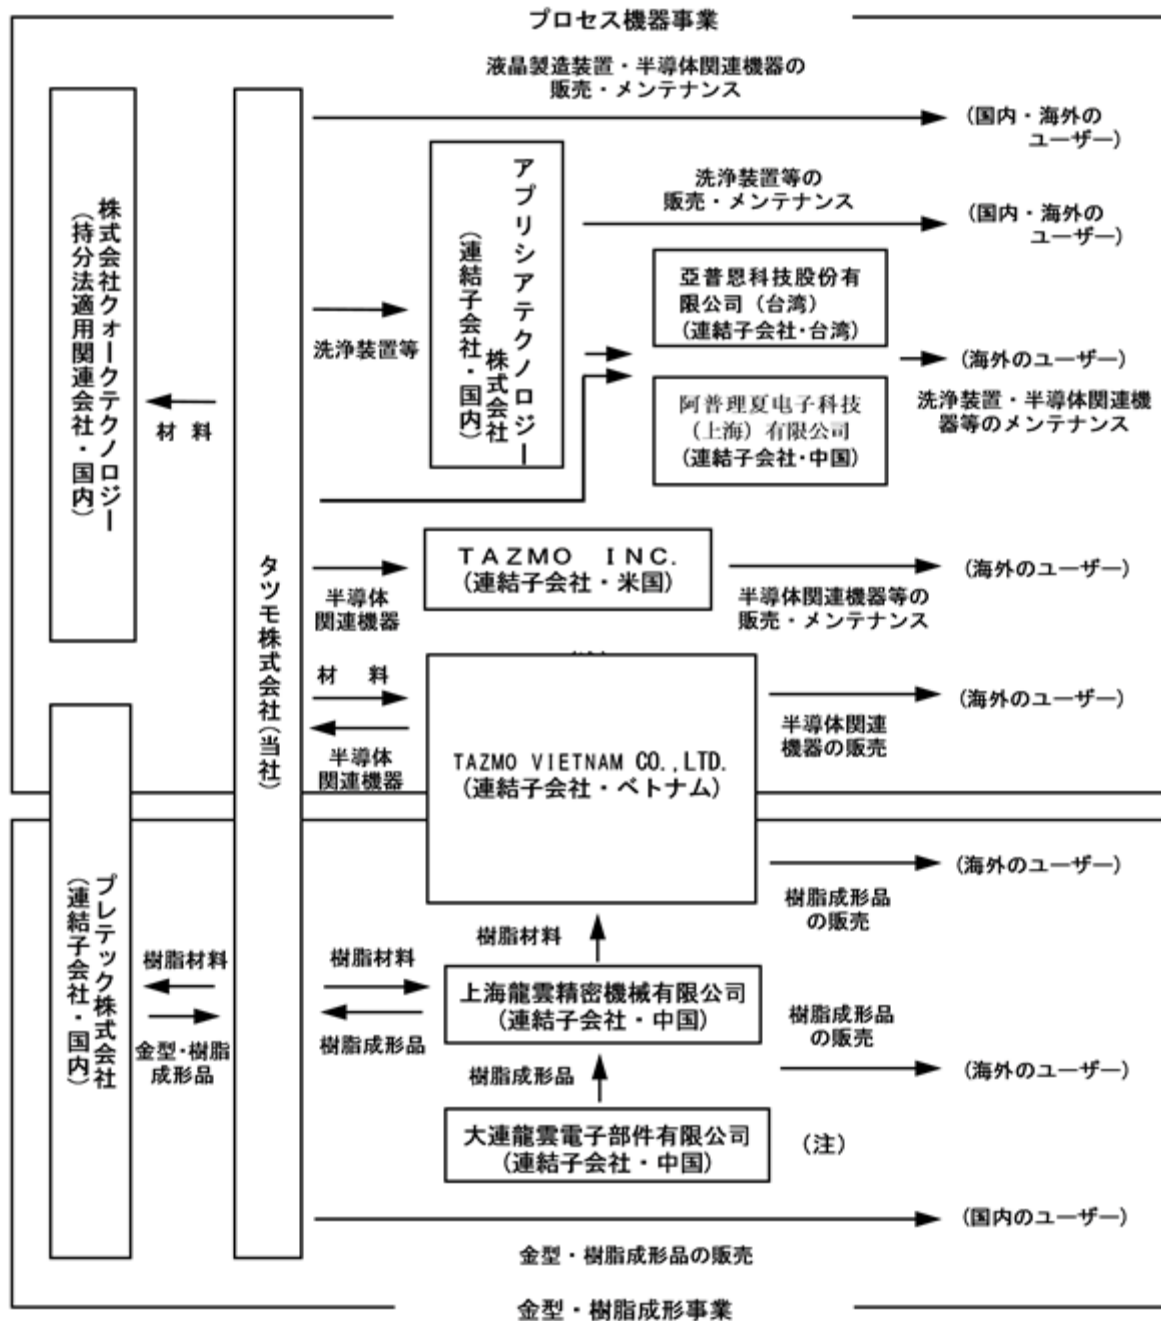 プロセス機器事業
液晶製造装置・半導体関連機器の
販売・メンテナンス
(国内・海外の
ユーザー)
株式会社クォークテクノロジー
(持分法適用関連会社・国内)
材 料
タツモ株式会社(当社)
洗浄装置等
アプリシアテクノロジー
株式会社
(連結子会社・国内)
洗浄装置等の
販売・メンテナンス
(国内・海外の
ユーザー)
亞普恩科技股份有
限公司(台湾)
(連結子会社・台湾)
阿普理夏电子科技
(上海)有限公司
(連結子会社・中国)
(海外のユーザー)
洗浄装置・半導体関連機
器等のメンテナンス
半導体
関連機器
TAZMO INC.
(連結子会社・米国)
(海外のユーザー)
半導体関連機器等の
販売・メンテナンス
材 料
半導体
関連機器
TAZMO VIETNAM CO.,LTD.
(連結子会社・ベトナム)
(海外のユーザー)
半導体関連
機器の販売
(海外のユーザー)
樹脂成形品
の販売
プレテック株式会社
(連結子会社・国内)
樹脂材料
金型・樹脂
成形品
樹脂材料
樹脂材料
樹脂成形品
上海龍雲精密機械有限公司
(連結子会社・中国)
樹脂成形品
の販売
(海外のユーザー)
樹脂成形品
大連龍雲電子部件有限公司
(連結子会社・中国)
(注)
(国内のユーザー)
金型・樹脂成形品の販売
金型・樹脂成形事業